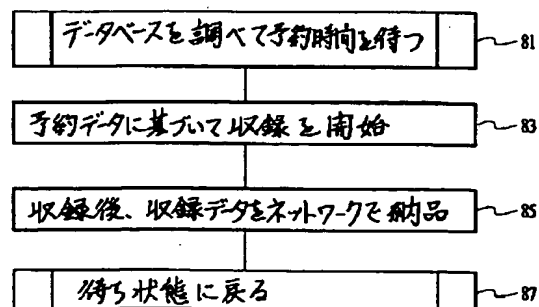 データベースを調べて予約時間を待つ 81
予約データに基づいて収録を開始 83
収録後、収録データをネットワークで納品 85
待ち状態に戻る 87